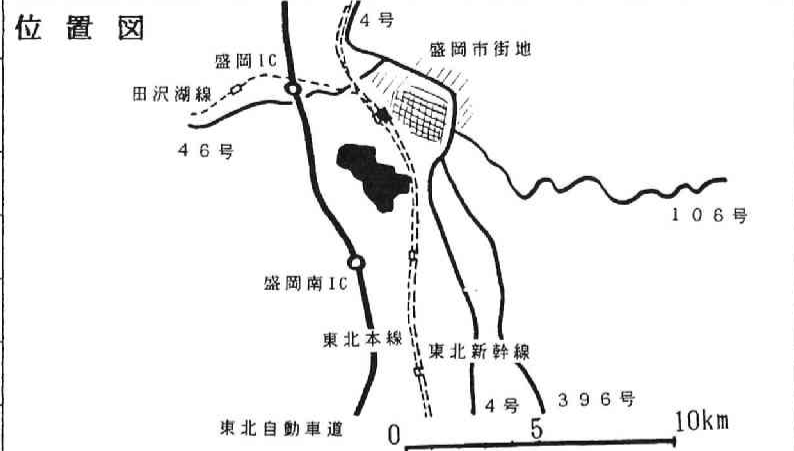 位置図
4号
盛岡市街地
盛岡IC
田沢湖線
46号
106号
盛岡南IC
東北本線
東北新幹線
4号
396号
東北自動車道
0
5
10km